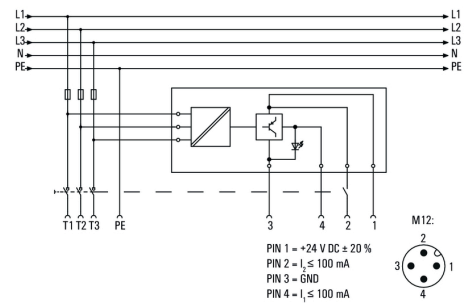 L1 L1
L2 L2
L3 L3
N N
PE PE
T1 T2 T3 PE 3 4 2 1
M12:
2
3 1
4
PIN 1 = +24 V DC ± 20 %
PIN 2 = I2 ≤ 100 mA
PIN 3 = GND
PIN 4 = I1 ≤ 100 mA